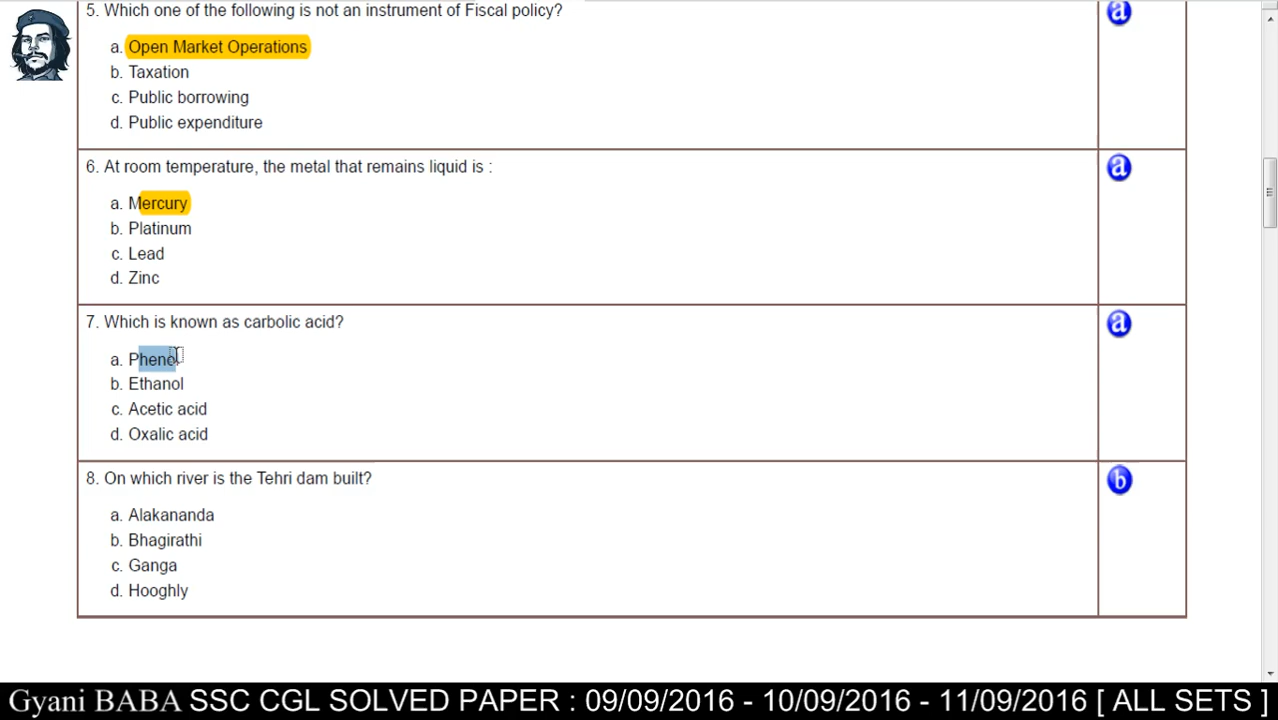 5. Which one of the following is not an instrument of Fiscal policy?
a
a. Open Market Operations
b. Taxation
c. Public borrowing
d. Public expenditure
6. At room temperature, the metal that remains liquid is :
a
a. Mercury
b. Platinum
c. Lead
d. Zinc
7. Which is known as carbolic acid?
a
a. Phenol
b. Ethanol
c. Acetic acid
d. Oxalic acid
8. On which river is the Tehri dam built?
b
a. Alakananda
b. Bhagirathi
c. Ganga
d. Hooghly
Gyani BABA SSC CGL SOLVED PAPER : 09/09/2016 - 10/09/2016 - 11/09/2016 [ ALL SETS ]